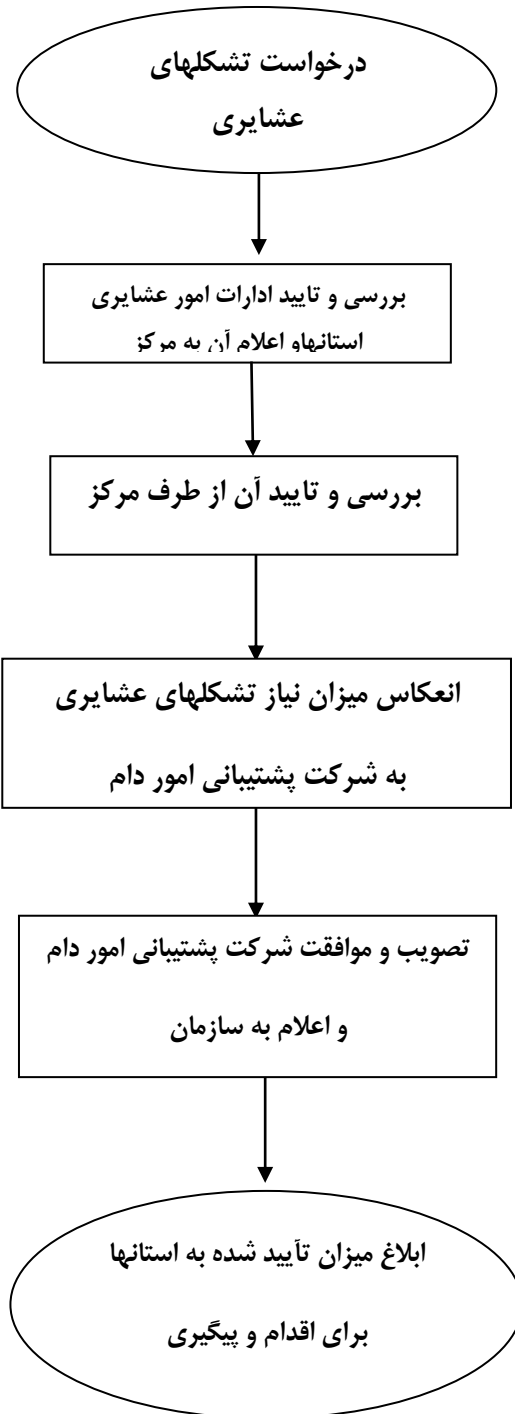 درخواست تشکلهای
عشایری
بررسی و تایید ادارات امور عشایری
استانهاو اعلام آن به مرکز
بررسی و تایید آن از طرف مرکز
انعکاس میزان نیاز تشکلهای عشایری
به شرکت پشتیبانی امور دام
تصویب و موافقت شرکت پشتیبانی امور دام
و اعلام به سازمان
ابلاغ میزان تآیید شده به استانها
برای اقدام و پیگیری